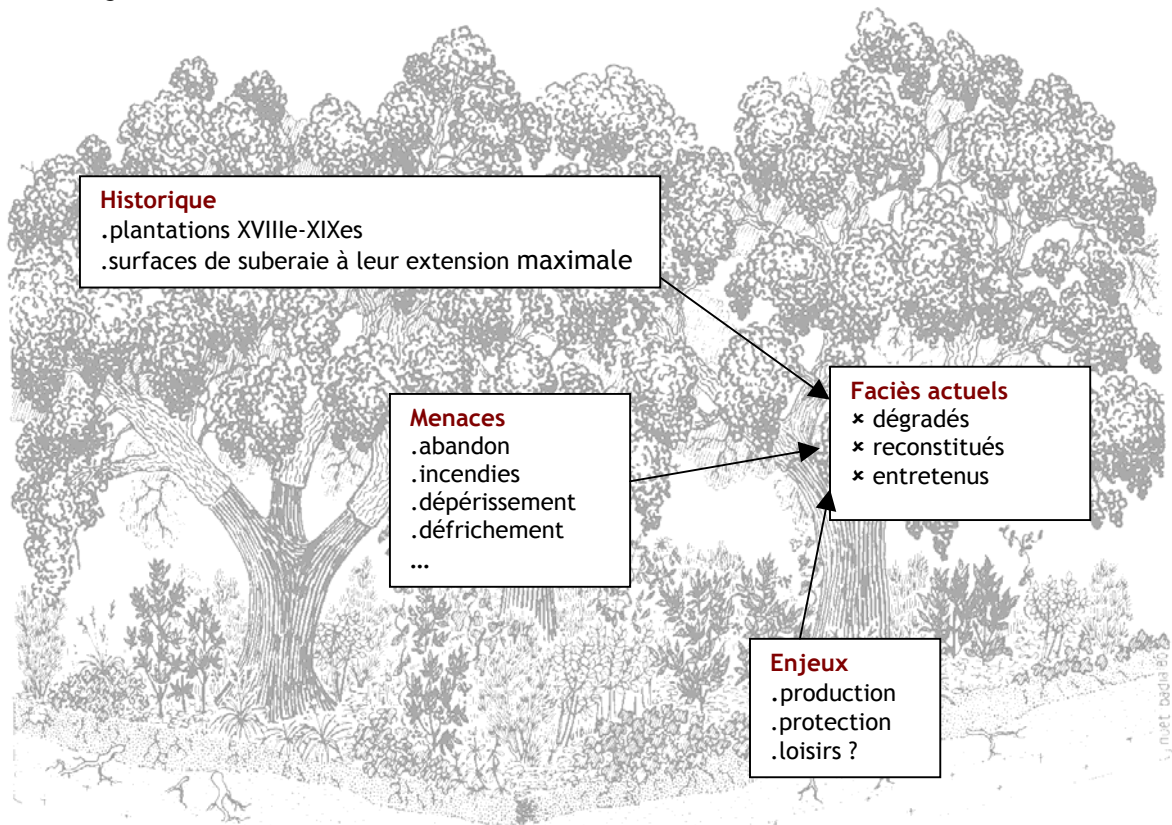 Historique
.plantations XVIIIe-XIXes
.surfaces de suberaie à leur extension maximale
Menaces
.abandon
.incendies
.dépérissement
.défrichement
...
Faciès actuels
× dégradés
× reconstitués
× entretenus
Enjeux
.production
.protection
.loisirs ?